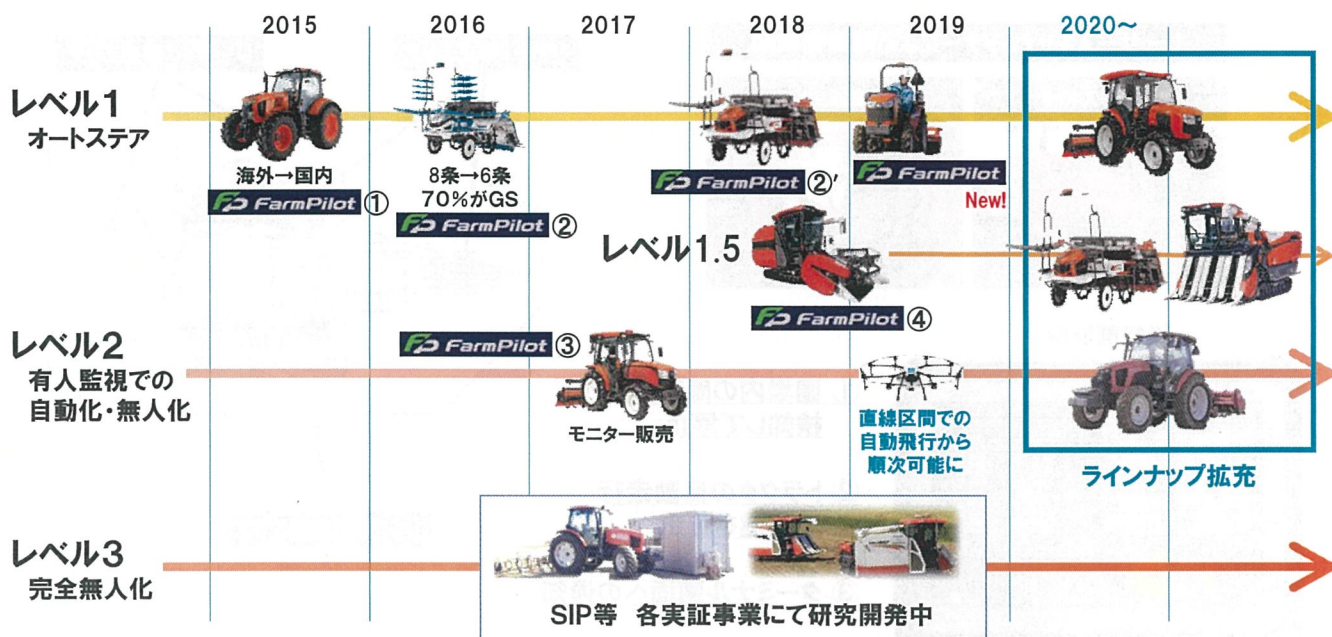 2015
2016
2017
2018
2019
2020～
レベル1
オートステア
海外→国内
FarmPilot ①
8条→6条
70%がGS
FarmPilot ②
FarmPilot ②'
FarmPilot
New!
レベル1.5
FarmPilot ④
レベル2
有人監視での
自動化・無人化
FarmPilot ③
モニター販売
直線区間での
自動飛行から
順次可能に
ラインナップ拡充
レベル3
完全無人化
SIP等 各実証事業にて研究開発中